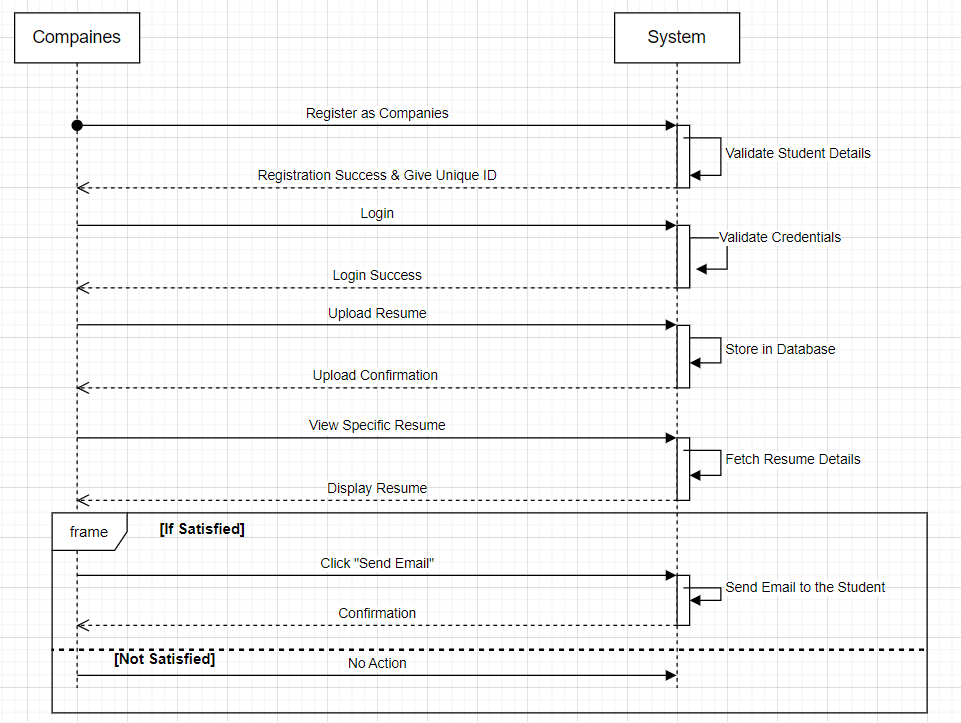 Compaines
System
Register as Companies
Validate Student Details
Registration Success & Give Unique ID
Login
Validate Credentials
Login Success
Upload Resume
Store in Database
Upload Confirmation
View Specific Resume
Fetch Resume Details
Display Resume
frame
[If Satisfied]
Click "Send Email"
Send Email to the Student
Confirmation
[Not Satisfied]
No Action